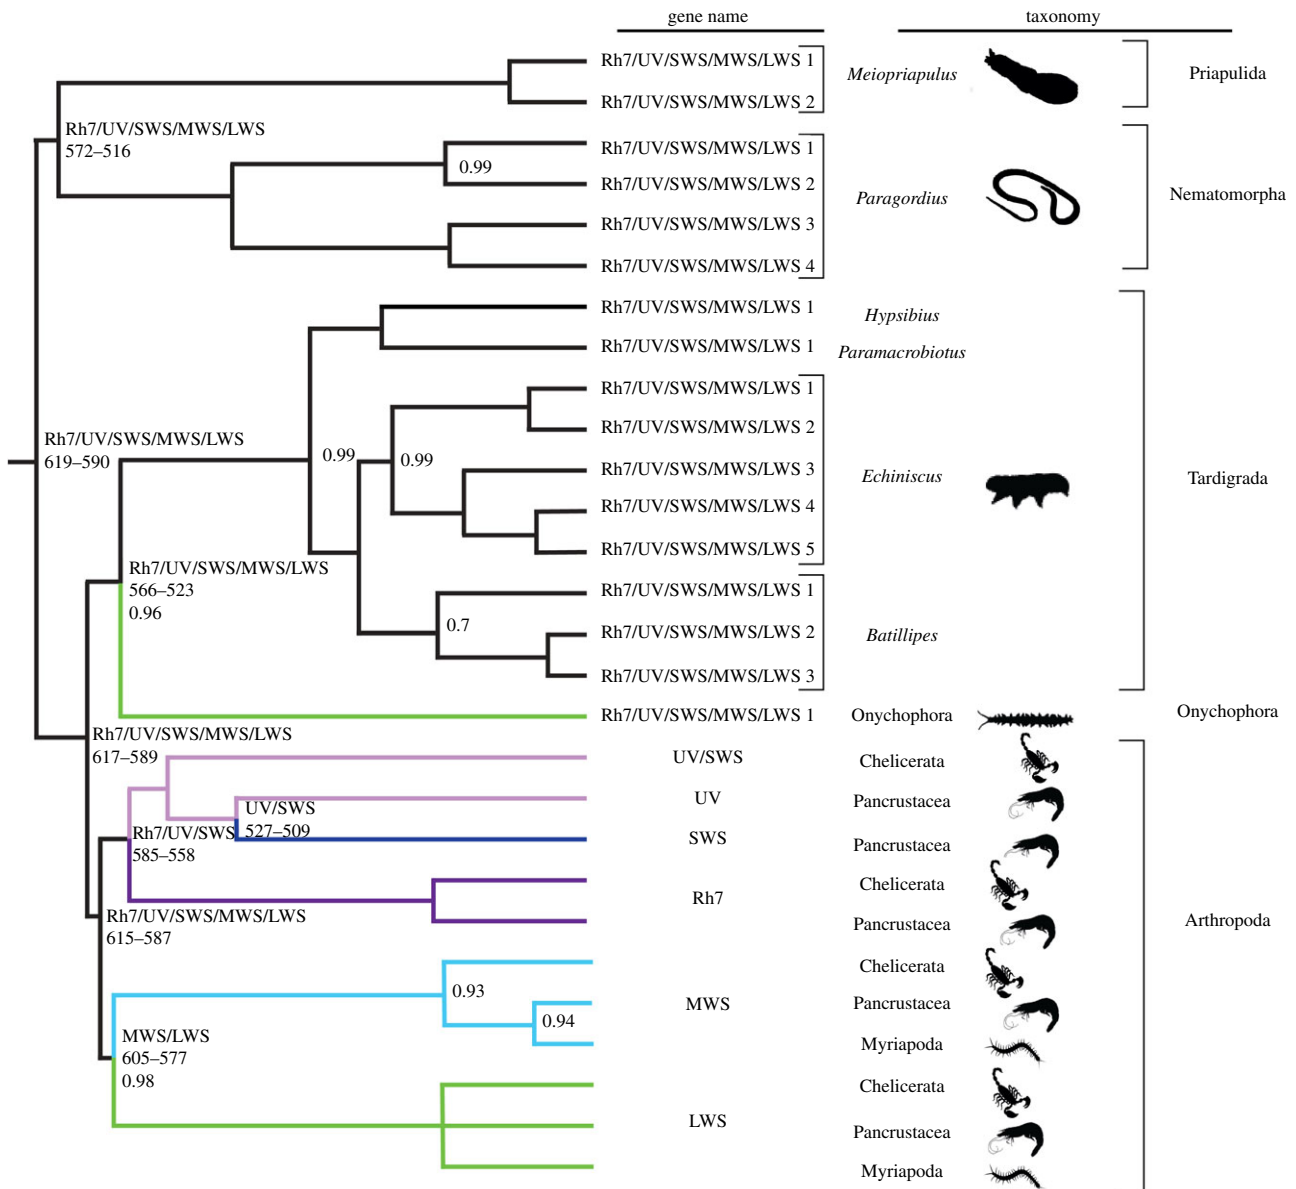 gene name
taxonomy
Rh7/UV/SWS/MWS/LWS 1
Rh7/UV/SWS/MWS/LWS 2
Meiopriapulus
Priapulida
Rh7/UV/SWS/MWS/LWS
572–516
Rh7/UV/SWS/MWS/LWS 1
0.99
Rh7/UV/SWS/MWS/LWS 2
Rh7/UV/SWS/MWS/LWS 3
Rh7/UV/SWS/MWS/LWS 4
Paragordius
Nematomorpha
Rh7/UV/SWS/MWS/LWS 1
Hypsibius
Rh7/UV/SWS/MWS/LWS 1
Paramacrobiotus
Rh7/UV/SWS/MWS/LWS 1
Rh7/UV/SWS/MWS/LWS 2
Rh7/UV/SWS/MWS/LWS 3
Rh7/UV/SWS/MWS/LWS 4
Rh7/UV/SWS/MWS/LWS 5
Echiniscus
Tardigrada
Rh7/UV/SWS/MWS/LWS
619–590
0.99
0.99
Rh7/UV/SWS/MWS/LWS
566–523
0.96
Rh7/UV/SWS/MWS/LWS 1
0.7
Rh7/UV/SWS/MWS/LWS 2
Rh7/UV/SWS/MWS/LWS 3
Batillipes
Rh7/UV/SWS/MWS/LWS 1
Onychophora
Onychophora
Rh7/UV/SWS/MWS/LWS
617–589
UV/SWS
Chelicerata
UV
Pancrustacea
UV/SWS
527–509
SWS
Pancrustacea
Rh7/UV/SWS
585–558
Rh7
Chelicerata
Pancrustacea
Arthropoda
Rh7/UV/SWS/MWS/LWS
615–587
Chelicerata
0.93
MWS
Pancrustacea
0.94
Myriapoda
MWS/LWS
605–577
0.98
Chelicerata
LWS
Pancrustacea
Myriapoda